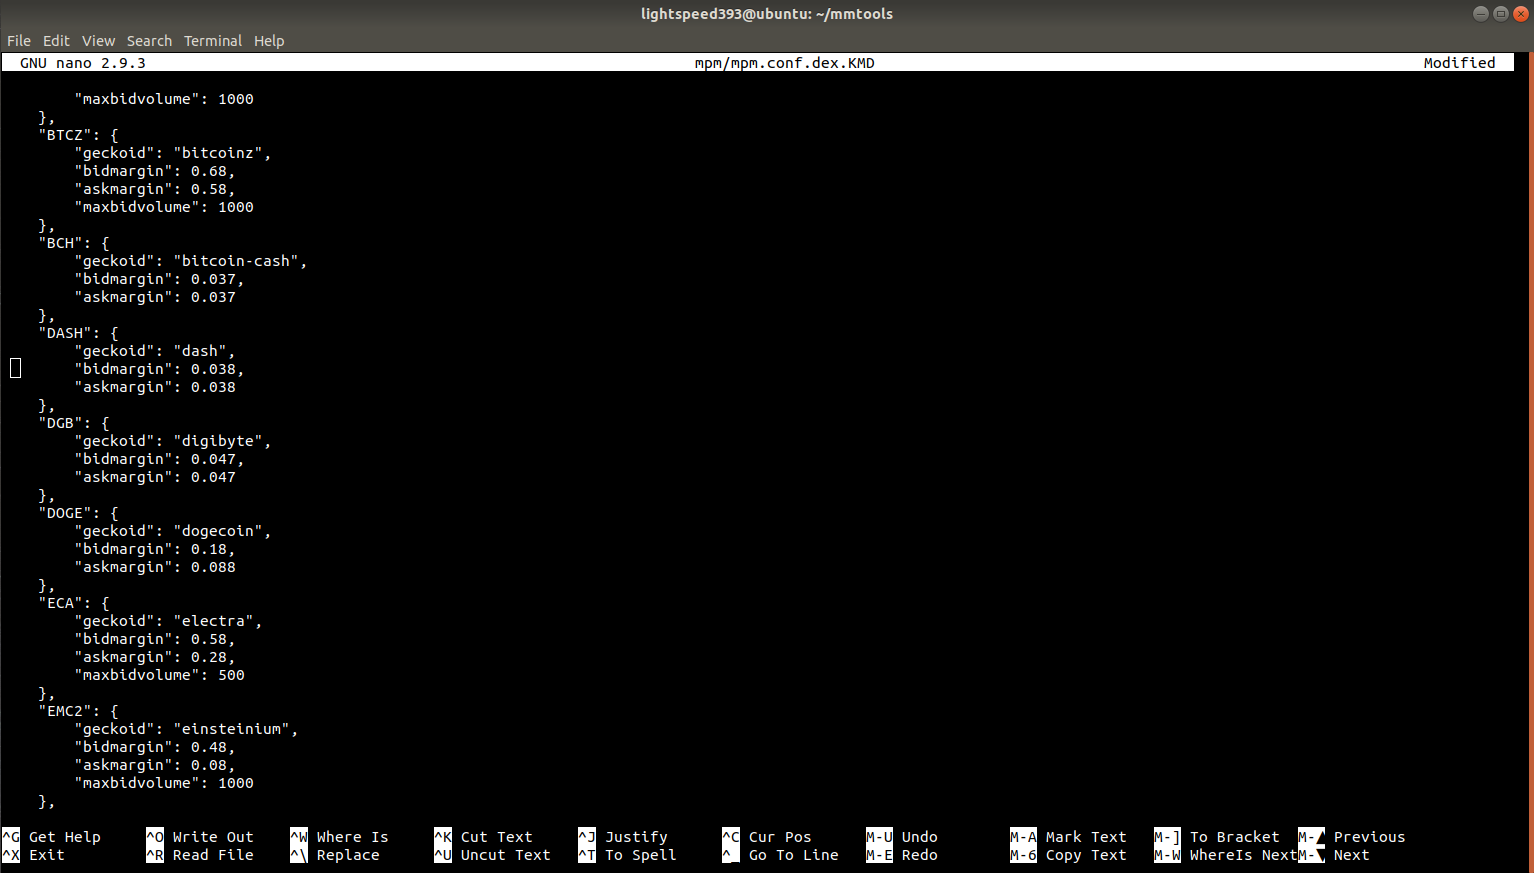 lightspeed393@ubuntu: ~/mmtools
File Edit View Search Terminal Help
GNU nano 2.9.3 mpm/mpm.conf.dex.KMD Modified
"maxbidvolume": 1000
},
"BTCZ": {
"geckoid": "bitcoinz",
"bidmargin": 0.68,
"askmargin": 0.58,
"maxbidvolume": 1000
},
"BCH": {
"geckoid": "bitcoin-cash",
"bidmargin": 0.037,
"askmargin": 0.037
},
"DASH": {
"geckoid": "dash",
"bidmargin": 0.038,
"askmargin": 0.038
},
"DGB": {
"geckoid": "digibyte",
"bidmargin": 0.047,
"askmargin": 0.047
},
"DOGE": {
"geckoid": "dogecoin",
"bidmargin": 0.18,
"askmargin": 0.088
},
"ECA": {
"geckoid": "electra",
"bidmargin": 0.58,
"askmargin": 0.28,
"maxbidvolume": 500
},
"EMC2": {
"geckoid": "einsteinium",
"bidmargin": 0.48,
"askmargin": 0.08,
"maxbidvolume": 1000
},
^G Get Help ^O Write Out ^W Where Is ^K Cut Text ^J Justify ^C Cur Pos M-U Undo M-A Mark Text M-] To Bracket M-▲ Previous
^X Exit ^R Read File ^\ Replace ^U Uncut Text ^T To Spell ^_ Go To Line M-E Redo M-6 Copy Text M-W WhereIs Next M-▼ Next